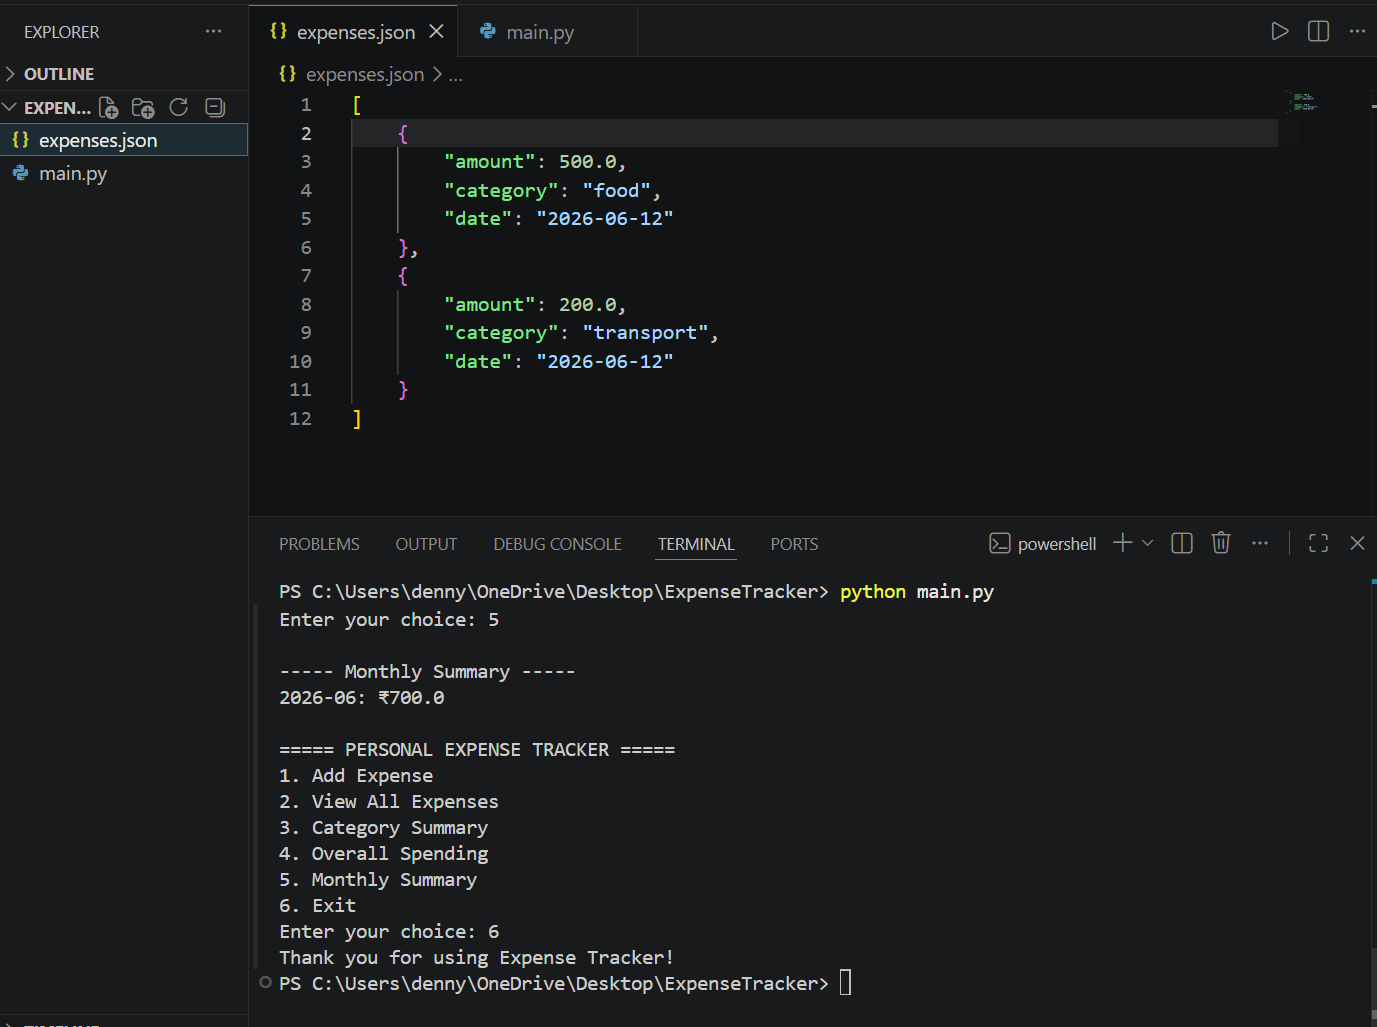 EXPLORER ...
OUTLINE
EXPEN...
{} expenses.json
main.py
{} expenses.json
main.py
{} expenses.json > ...
1 [
2     {
3         "amount": 500.0,
4         "category": "food",
5         "date": "2026-06-12"
6     },
7     {
8         "amount": 200.0,
9         "category": "transport",
10         "date": "2026-06-12"
11     }
12 ]
PROBLEMS OUTPUT DEBUG CONSOLE TERMINAL PORTS
powershell
PS C:\Users\denny\OneDrive\Desktop\ExpenseTracker> python main.py
Enter your choice: 5
----- Monthly Summary -----
2026-06: ₹700.0
===== PERSONAL EXPENSE TRACKER =====
1. Add Expense
2. View All Expenses
3. Category Summary
4. Overall Spending
5. Monthly Summary
6. Exit
Enter your choice: 6
Thank you for using Expense Tracker!
PS C:\Users\denny\OneDrive\Desktop\ExpenseTracker>